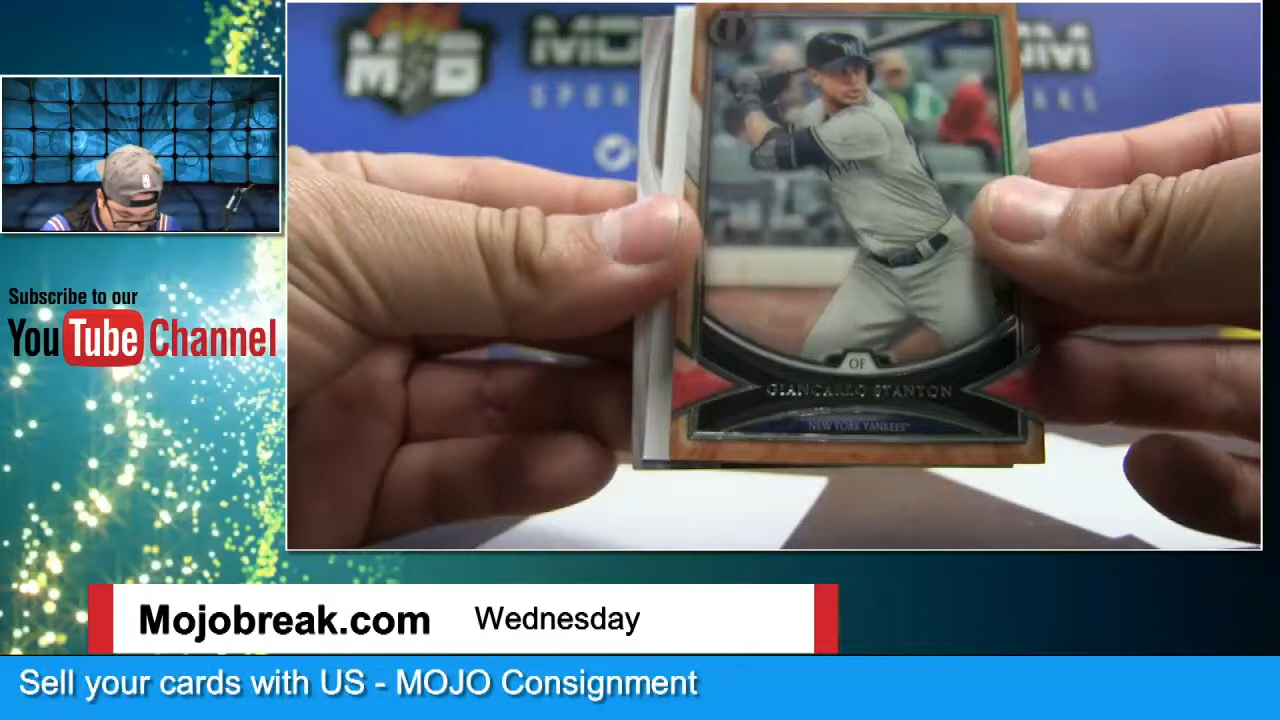 M B
NY
OF
GIANCARLO STANTON
NEW YORK YANKEES
Subscribe to our
YouTube Channel
Mojobreak.com Wednesday
Sell your cards with US - MOJO Consignment